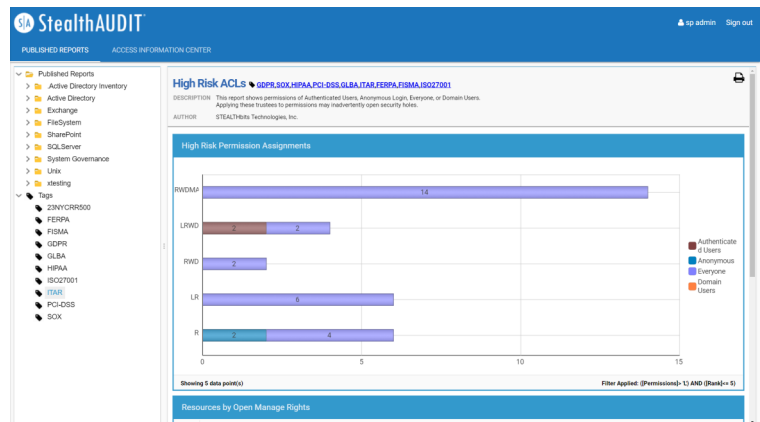 S|A StealthAUDIT
sp admin Sign out
PUBLISHED REPORTS ACCESS INFORMATION CENTER
Published Reports
.Active Directory Inventory
Active Directory
Exchange
FileSystem
SharePoint
SQLServer
System Governance
Unix
xtesting
Tags
23NYCRR500
FERPA
FISMA
GDPR
GLBA
HIPAA
ISO27001
ITAR
PCI-DSS
SOX
High Risk ACLs GDPR,SOX,HIPAA,PCI-DSS,GLBA,ITAR,FERPA,FISMA,ISO27001
DESCRIPTION This report shows permissions of Authenticated Users, Anonymous Login, Everyone, or Domain Users.
Applying these trustees to permissions may inadvertently open security holes.
AUTHOR STEALTHbits Technologies, Inc.
High Risk Permission Assignments
RWDMA 14
LRWD 2 2
RWD 2
LR 6
R 2 4
0 5 10 15
Authenticate
d Users
Anonymous
Everyone
Domain
Users
Showing 5 data point(s) Filter Applied: ([Permissions]> '1,') AND ([Rank]<= 5)
Resources by Open Manage Rights